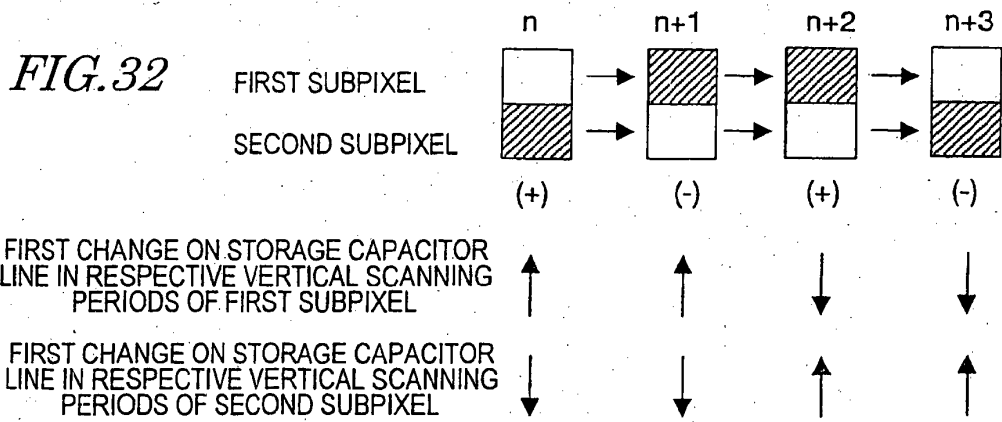 n n+1 n+2 n+3
FIG.32
FIRST SUBPIXEL
SECOND SUBPIXEL
(+) (-) (+) (-)
FIRST CHANGE ON STORAGE CAPACITOR
LINE IN RESPECTIVE VERTICAL SCANNING
PERIODS OF FIRST SUBPIXEL
FIRST CHANGE ON STORAGE CAPACITOR
LINE IN RESPECTIVE VERTICAL SCANNING
PERIODS OF SECOND SUBPIXEL